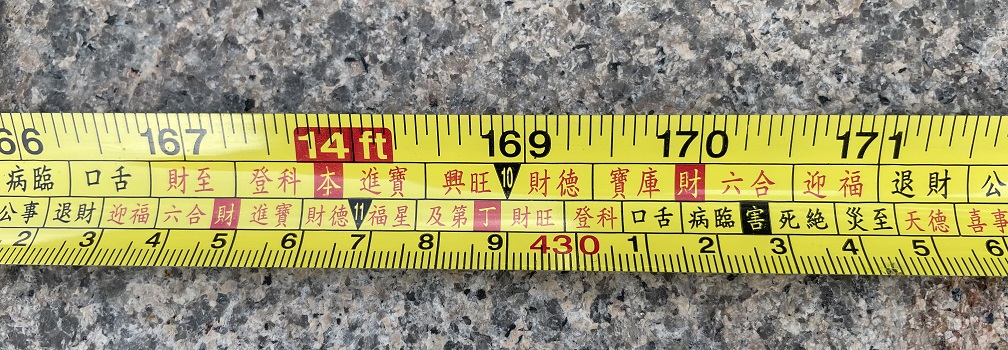 66 167 14 ft 169 170 171
病臨 口舌 財至 登科 本 進寶 興旺 10 財德 寶庫 財 六合 迎福 退財 公
公事 退財 迎福 六合 財 進寶 財德 11 福星 及第 丁 財旺 登科 口舌 病臨 害 死絕 災至 天德 喜事
2 3 4 5 6 7 8 9 430 1 2 3 4 5 6